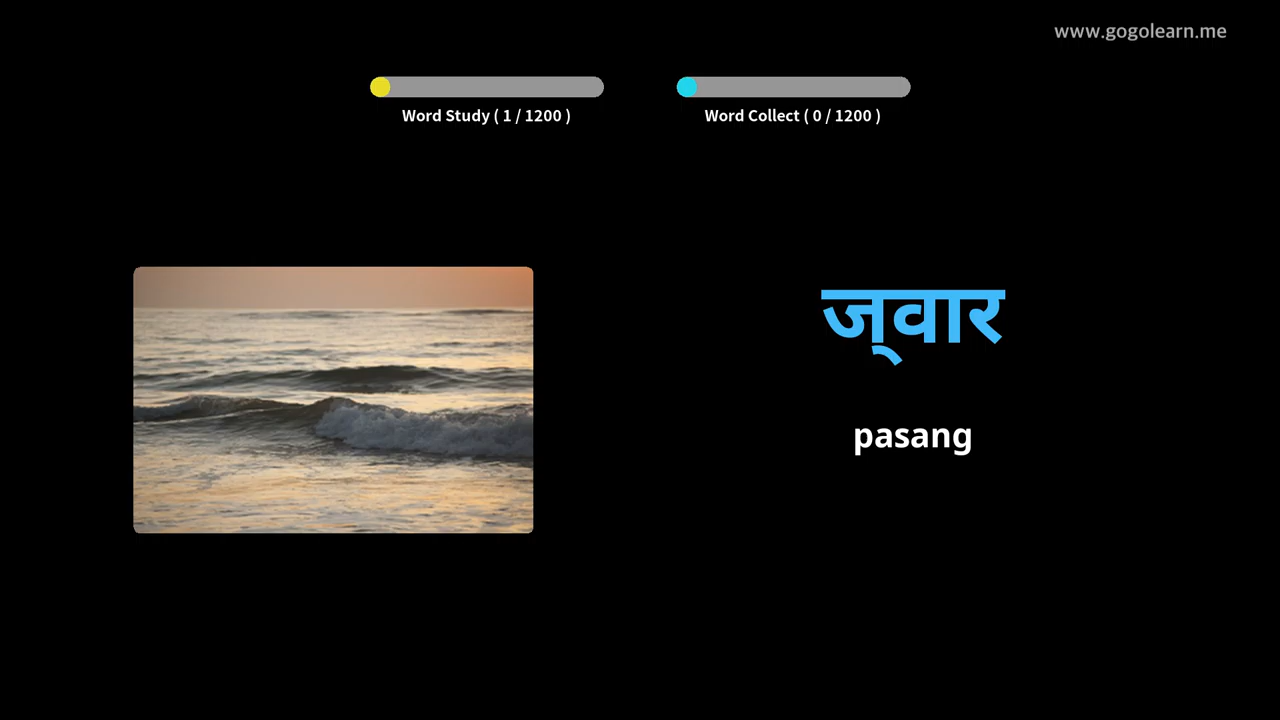 www.gogolearn.me
Word Study ( 1 / 1200 )
Word Collect ( 0 / 1200 )
ज्‌वार
pasang